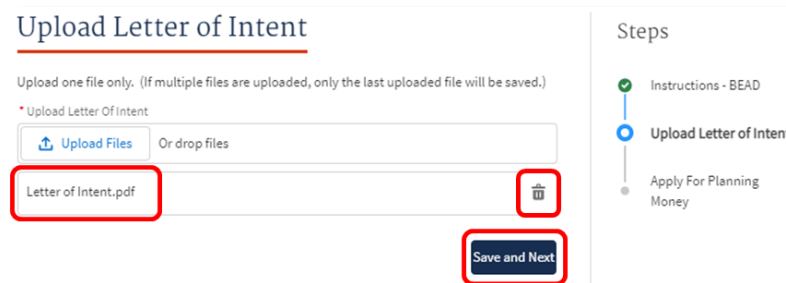 Upload Letter of Intent
Upload one file only. (If multiple files are uploaded, only the last uploaded file will be saved.)
* Upload Letter Of Intent
Upload Files Or drop files
Letter of Intent.pdf
Save and Next
Steps
Instructions - BEAD
Upload Letter of Inten
Apply For Planning
Money